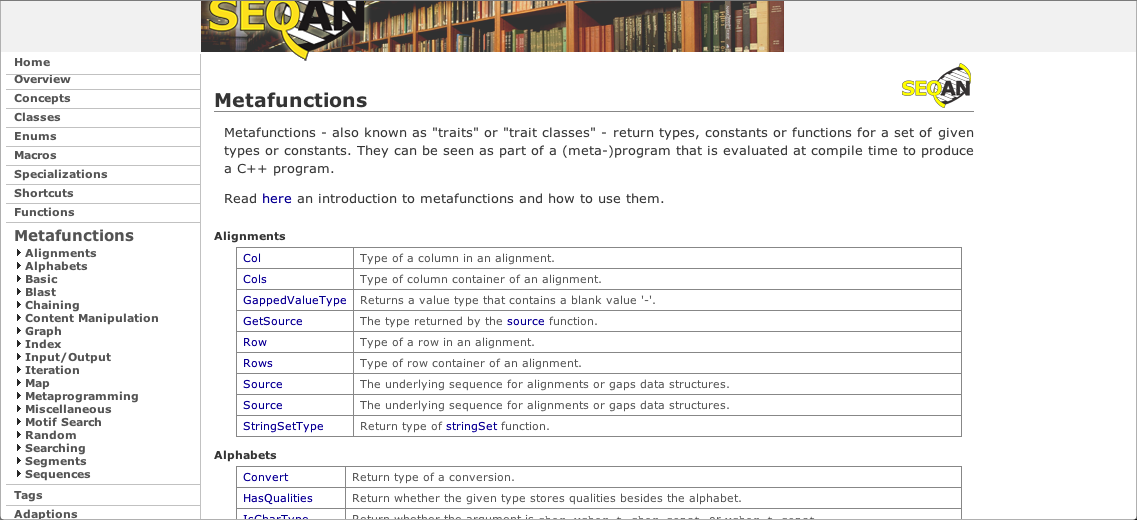 SEQAN
Home
Overview
Concepts
Classes
Enums
Macros
Specializations
Shortcuts
Functions
Metafunctions
Alignments
Alphabets
Basic
Blast
Chaining
Content Manipulation
Graph
Index
Input/Output
Iteration
Map
Metaprogramming
Miscellaneous
Motif Search
Random
Searching
Segments
Sequences
Tags
Adaptions
SEQAN
Metafunctions
Metafunctions - also known as "traits" or "trait classes" - return types, constants or functions for a set of given
types or constants. They can be seen as part of a (meta-)program that is evaluated at compile time to produce
a C++ program.
Read here an introduction to metafunctions and how to use them.
Alignments
Col Type of a column in an alignment.
Cols Type of column container of an alignment.
GappedValueType Returns a value type that contains a blank value '-'.
GetSource The type returned by the source function.
Row Type of a row in an alignment.
Rows Type of row container of an alignment.
Source The underlying sequence for alignments or gaps data structures.
Source The underlying sequence for alignments or gaps data structures.
StringSetType Return type of stringSet function.
Alphabets
Convert Return type of a conversion.
HasQualities Return whether the given type stores qualities besides the alphabet.
IsCharType Return whether the argument is